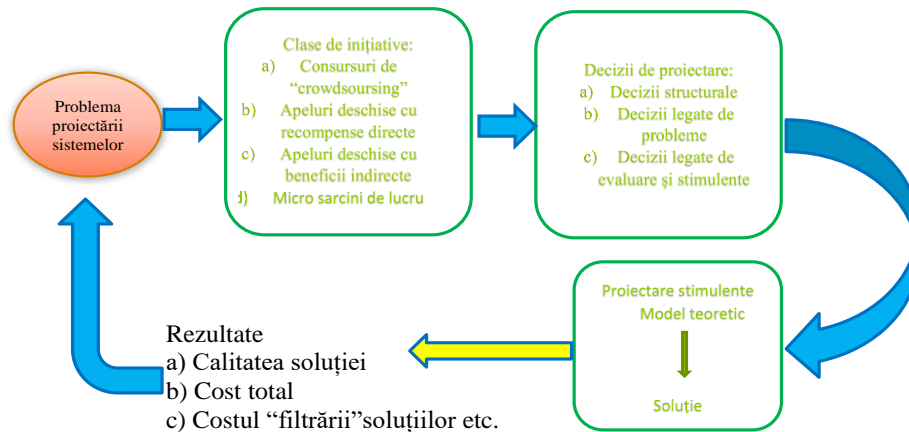 Problema
proiectării
sistemelor
Clase de inițiative:
a) Consursuri de
“crowdsoursing”
b) Apeluri deschise cu
recompense directe
c) Apeluri deschise cu
beneficii indirecte
d) Micro sarcini de lucru
Decizii de proiectare:
a) Decizii structurale
b) Decizii legate de
probleme
c) Decizii legate de
evaluare și stimulente
Proiectare stimulente
Model teoretic
Soluție
Rezultate
a) Calitatea soluției
b) Cost total
c) Costul “filtrării”soluțiilor etc.